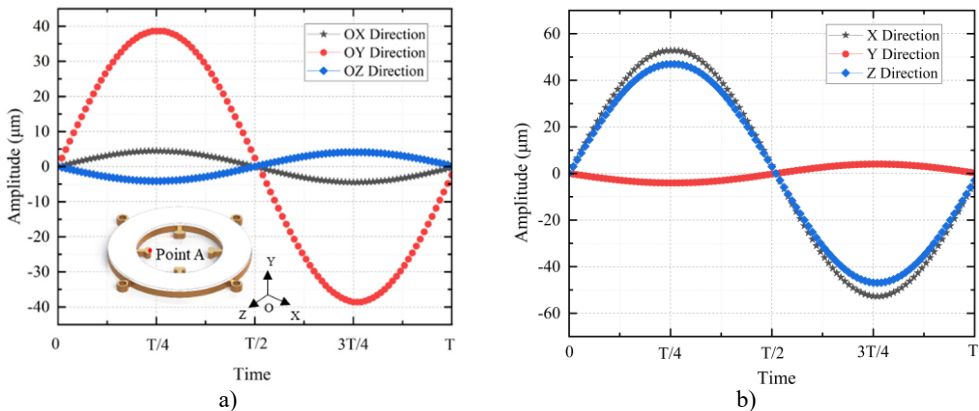 40
30
20
10
0
-10
-20
-30
-40
Amplitude (μm)
OX Direction
OY Direction
OZ Direction
Point A
Y
Z
O
X
0
T/4
T/2
3T/4
T
Time
a)
60
40
20
0
-20
-40
-60
Amplitude (μm)
X Direction
Y Direction
Z Direction
0
T/4
T/2
3T/4
T
Time
b)